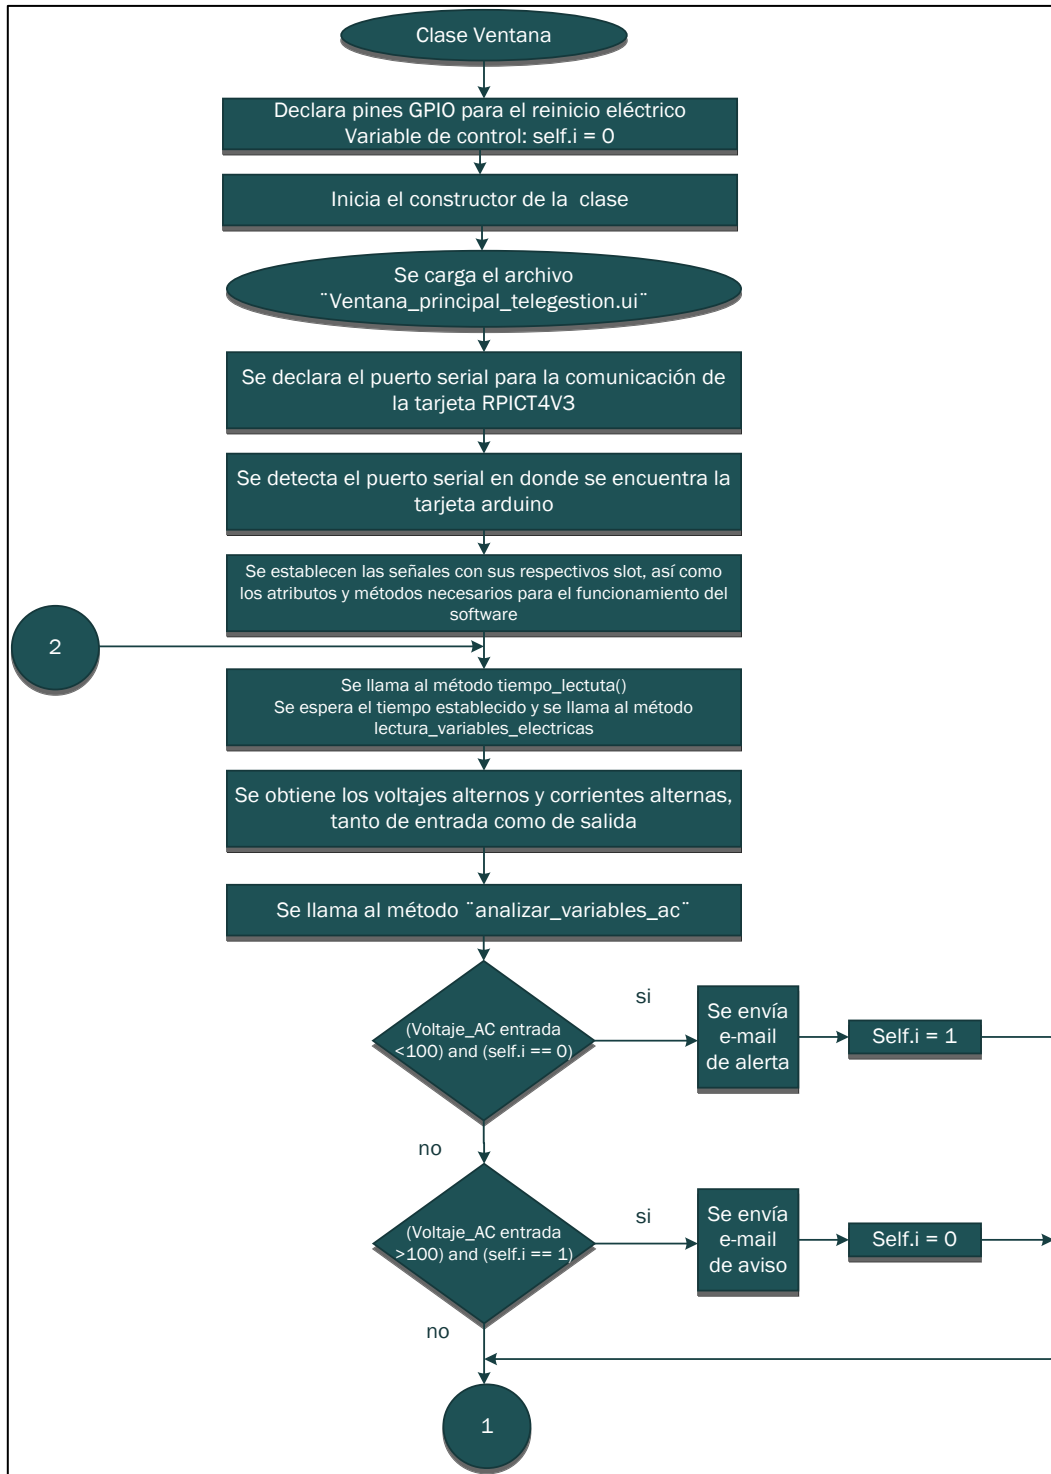 Clase Ventana
Declara pines GPIO para el reinicio eléctrico
Variable de control: self.i = 0
Inicia el constructor de la  clase
Se carga el archivo
¨Ventana_principal_telegestion.ui¨
Se declara el puerto serial para la comunicación de
la tarjeta RPICT4V3
Se detecta el puerto serial en donde se encuentra la
tarjeta arduino
Se establecen las señales con sus respectivos slot, así como
los atributos y métodos necesarios para el funcionamiento del
software
2
Se llama al método tiempo_lectuta()
Se espera el tiempo establecido y se llama al método
lectura_variables_electricas
Se obtiene los voltajes alternos y corrientes alternas,
tanto de entrada como de salida
Se llama al método ¨analizar_variables_ac¨
(Voltaje_AC entrada
<100) and (self.i == 0)
si
Se envía
e-mail
de alerta
Self.i = 1
no
(Voltaje_AC entrada
>100) and (self.i == 1)
si
Se envía
e-mail
de aviso
Self.i = 0
no
1